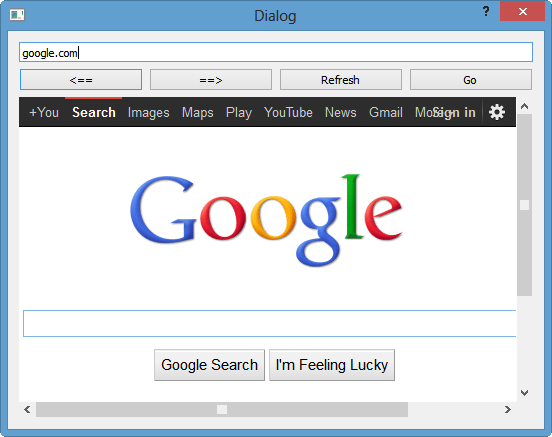 Dialog
?
google.com
<== ==> Refresh Go
+You Search Images Maps Play YouTube News Gmail More Sign in
Google
Google Search I'm Feeling Lucky